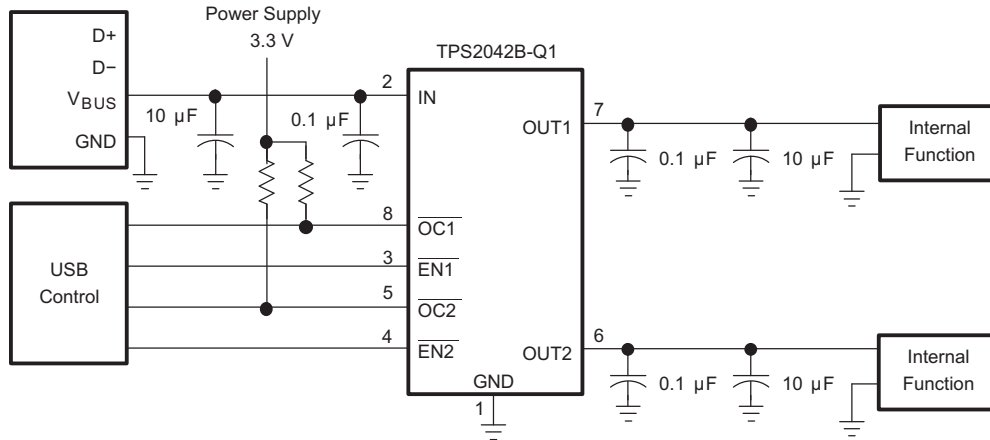 Power Supply
3.3 V
TPS2042B-Q1
D+
D−
VBUS
GND
10 µF
0.1 µF
2
IN
7
OUT1
0.1 µF
10 µF
Internal
Function
USB
Control
8
OC1
3
EN1
5
OC2
4
EN2
6
OUT2
0.1 µF
10 µF
Internal
Function
GND
1